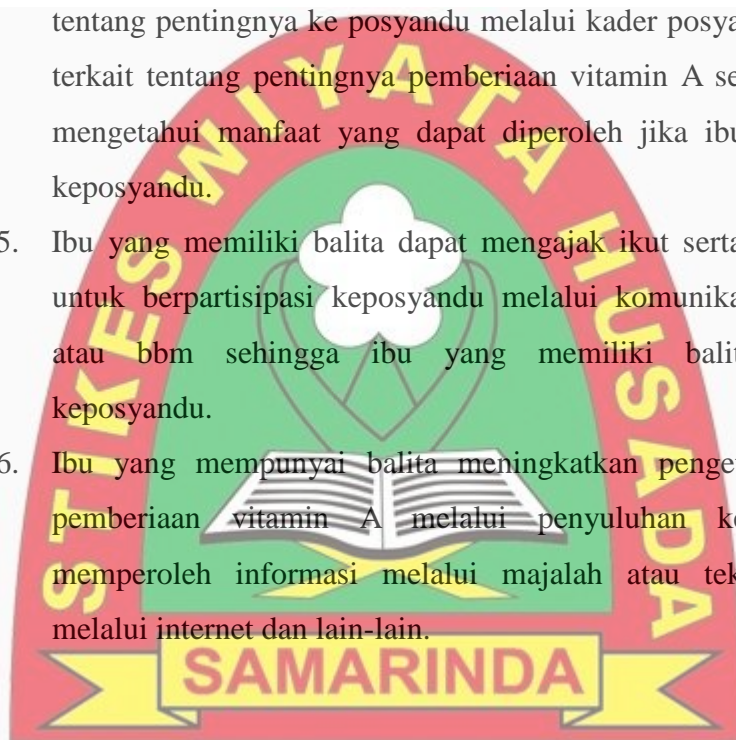 tentang pentingnya ke posyandu melalui kader posya
terkait tentang pentingnya pemberiaan vitamin A se
mengetahui manfaat yang dapat diperoleh jika ibu
keposyandu.
5. Ibu yang memiliki balita dapat mengajak ikut serta
untuk berpartisipasi keposyandu melalui komunika
atau bbm sehingga ibu yang memiliki balit
keposyandu.
6. Ibu yang mempunyai balita meningkatkan penget
pemberiaan vitamin A melalui penyuluhan ke
memperoleh informasi melalui majalah atau tek
melalui internet dan lain-lain.
STIKES WIYATA HUSADA
SAMARINDA